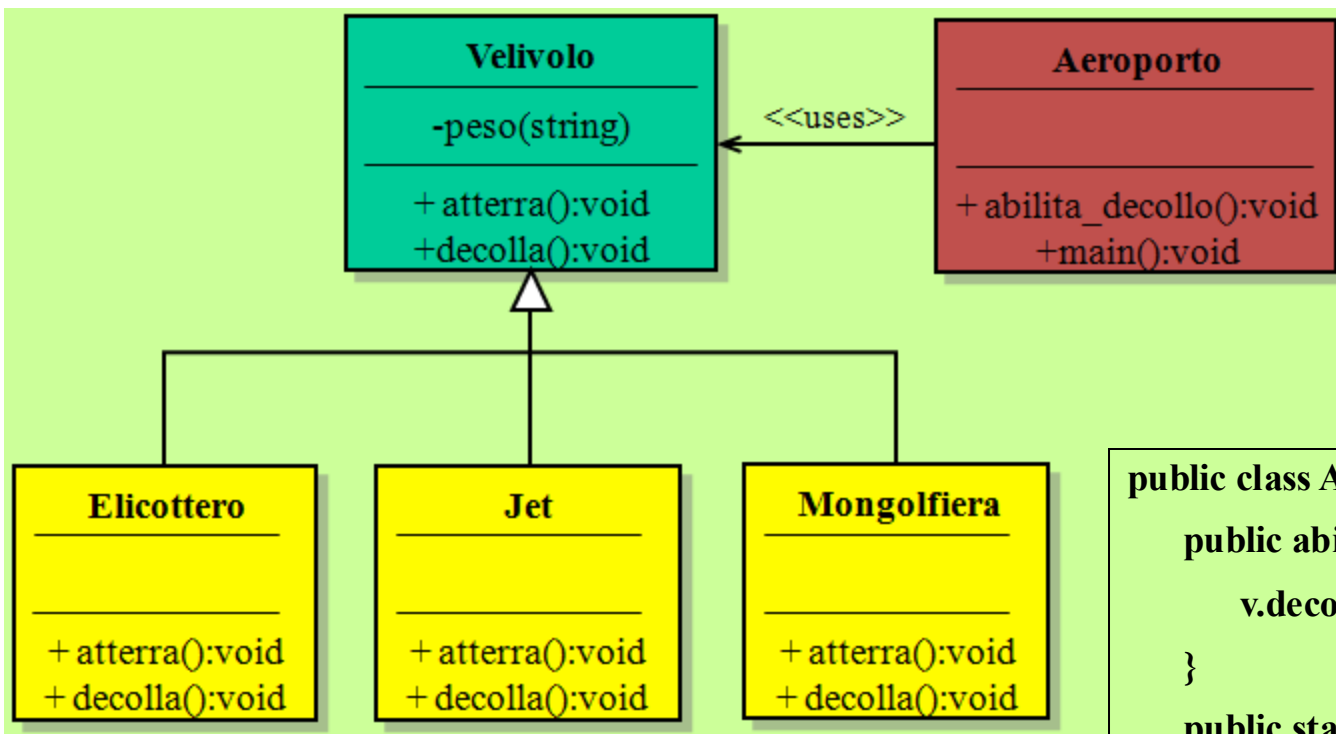 Velivolo
-peso(string)
+ atterra():void
+decolla():void
<<uses>>
Aeroporto
+ abilita_decollo():void
+main():void
Elicottero
+ atterra():void
+ decolla():void
Jet
+ atterra():void
+ decolla():void
Mongolfiera
+ atterra():void
+ decolla():void
public class A
public abi
v.deco
}
public sta